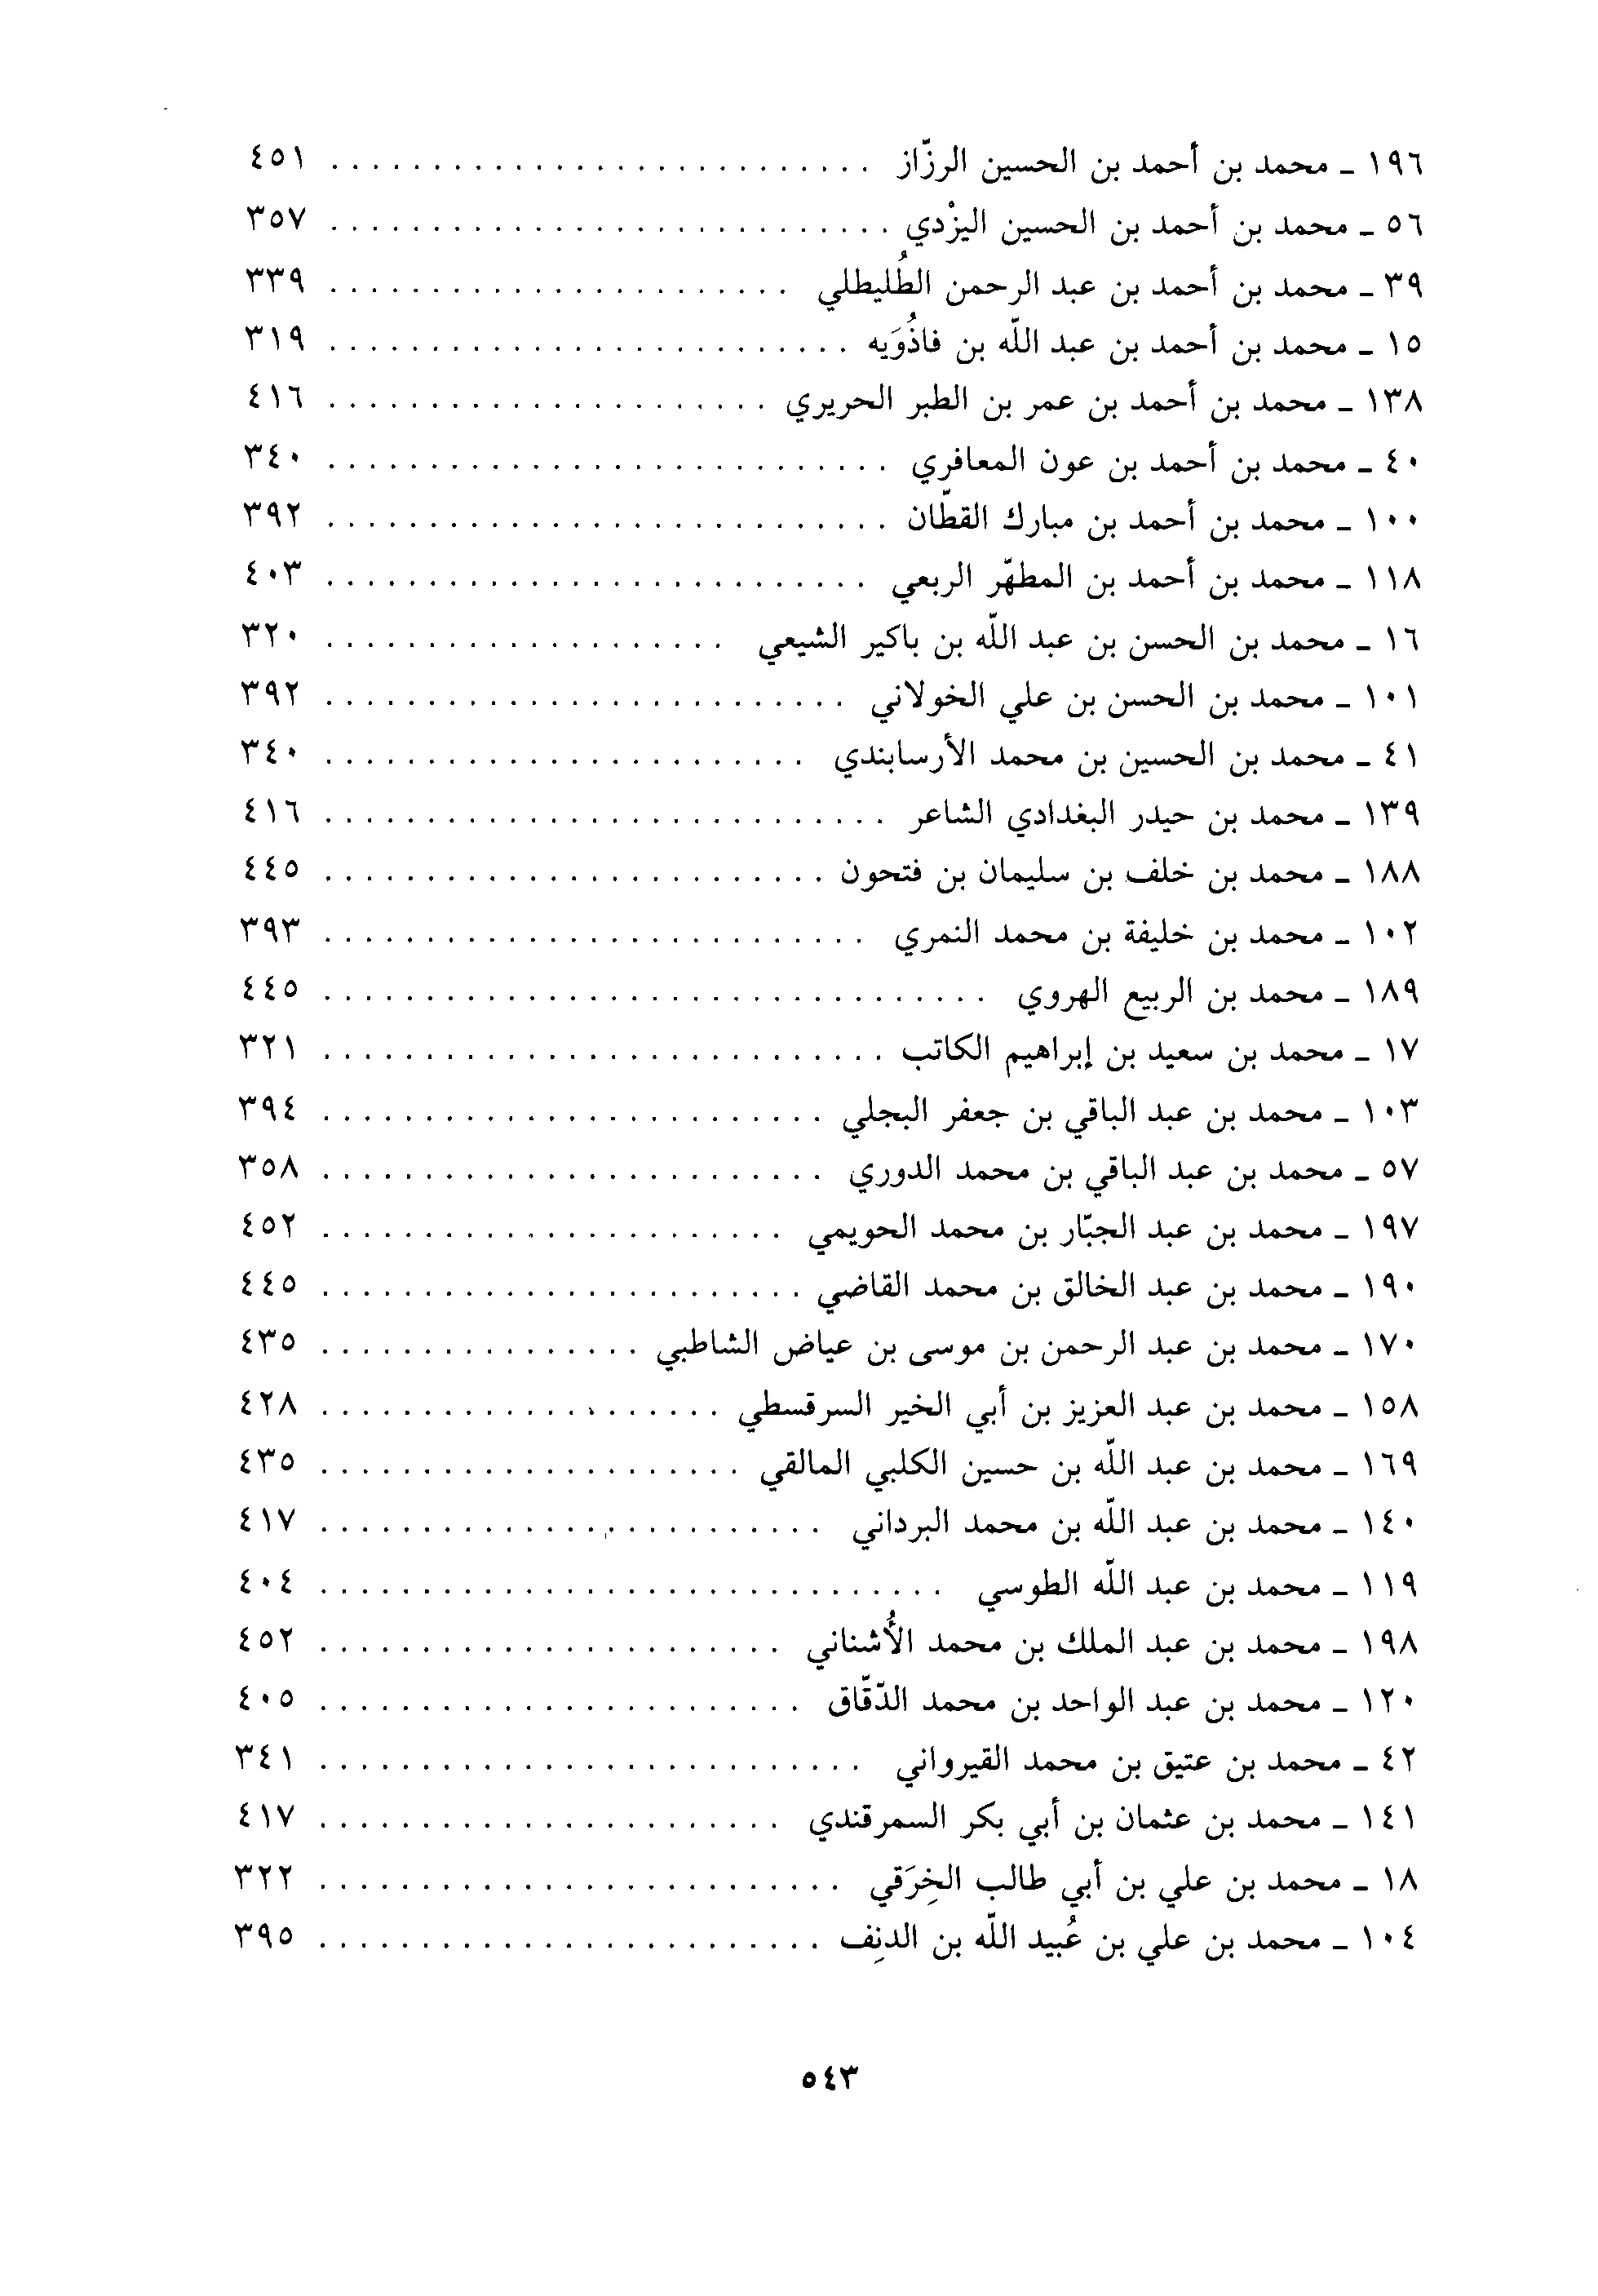 ١٩٦ ـ محمد بن أحمد بن الحسين الرزّاز . . . . . . . . . . . . . . . . . . . . . . . . . . . ٤٥١
٥٦ ـ محمد بن أحمد بن الحسين اليزْدي . . . . . . . . . . . . . . . . . . . . . . . . . . . . ٣٥٧
٣٩ ـ محمد بن أحمد بن عبد الرحمن الطُليطلي . . . . . . . . . . . . . . . . . . . . . . . ٣٣٩
١٥ ـ محمد بن أحمد بن عبد اللّه بن فاذُوَيه . . . . . . . . . . . . . . . . . . . . . . . . . . ٣١٩
١٣٨ ـ محمد بن أحمد بن عمر بن الطبر الحريري . . . . . . . . . . . . . . . . . . . . . . ٤١٦
٤٠ ـ محمد بن أحمد بن عون المعافري . . . . . . . . . . . . . . . . . . . . . . . . . . . . ٣٤٠
١٠٠ ـ محمد بن أحمد بن مبارك القطّان . . . . . . . . . . . . . . . . . . . . . . . . . . . . ٣٩٢
١١٨ ـ محمد بن أحمد بن المطهّر الربعي . . . . . . . . . . . . . . . . . . . . . . . . . . . ٤٠٣
١٦ ـ محمد بن الحسن بن عبد اللّه بن باكير الشيعي . . . . . . . . . . . . . . . . . . . . ٣٢٠
١٠١ ـ محمد بن الحسن بن علي الخولاني . . . . . . . . . . . . . . . . . . . . . . . . . . ٣٩٢
٤١ ـ محمد بن الحسين بن محمد الأرسابندي . . . . . . . . . . . . . . . . . . . . . . . . ٣٤٠
١٣٩ ـ محمد بن حيدر البغدادي الشاعر . . . . . . . . . . . . . . . . . . . . . . . . . . . . ٤١٦
١٨٨ ـ محمد بن خلف بن سليمان بن فتحون . . . . . . . . . . . . . . . . . . . . . . . . . ٤٤٥
١٠٢ ـ محمد بن خليفة بن محمد النمري . . . . . . . . . . . . . . . . . . . . . . . . . . . ٣٩٣
١٨٩ ـ محمد بن الربيع الهروي . . . . . . . . . . . . . . . . . . . . . . . . . . . . . . . . . ٤٤٥
١٧ ـ محمد بن سعيد بن إبراهيم الكاتب . . . . . . . . . . . . . . . . . . . . . . . . . . . . ٣٢١
١٠٣ ـ محمد بن عبد الباقي بن جعفر البجلي . . . . . . . . . . . . . . . . . . . . . . . . . ٣٩٤
٥٧ ـ محمد بن عبد الباقي بن محمد الدوري . . . . . . . . . . . . . . . . . . . . . . . . . ٣٥٨
١٩٧ ـ محمد بن عبد الجبّار بن محمد الحويمي . . . . . . . . . . . . . . . . . . . . . . . ٤٥٢
١٩٠ ـ محمد بن عبد الخالق بن محمد القاضي . . . . . . . . . . . . . . . . . . . . . . . . ٤٤٥
١٧٠ ـ محمد بن عبد الرحمن بن موسى بن عياض الشاطبي . . . . . . . . . . . . . . . . ٤٣٥
١٥٨ ـ محمد بن عبد العزيز بن أبي الخير السرقسطي . . . . . . . . . . . . . . . . . . . . ٤٢٨
١٦٩ ـ محمد بن عبد اللّه بن حسين الكلبي المالقي . . . . . . . . . . . . . . . . . . . . . ٤٣٥
١٤٠ ـ محمد بن عبد اللّه بن محمد البرداني . . . . . . . . . . . . . . . . . . . . . . . . . ٤١٧
١١٩ ـ محمد بن عبد اللّه الطوسي . . . . . . . . . . . . . . . . . . . . . . . . . . . . . . . ٤٠٤
١٩٨ ـ محمد بن عبد الملك بن محمد الأُشناني . . . . . . . . . . . . . . . . . . . . . . . ٤٥٢
١٢٠ ـ محمد بن عبد الواحد بن محمد الدّقّاق . . . . . . . . . . . . . . . . . . . . . . . . ٤٠٥
٤٢ ـ محمد بن عتيق بن محمد القيرواني . . . . . . . . . . . . . . . . . . . . . . . . . . . ٣٤١
١٤١ ـ محمد بن عثمان بن أبي بكر السمرقندي . . . . . . . . . . . . . . . . . . . . . . . ٤١٧
١٨ ـ محمد بن علي بن أبي طالب الخِرَقي . . . . . . . . . . . . . . . . . . . . . . . . . . ٣٢٢
١٠٤ ـ محمد بن علي بن عُبيد اللّه بن الدنِف . . . . . . . . . . . . . . . . . . . . . . . . . ٣٩٥
٥٤٣